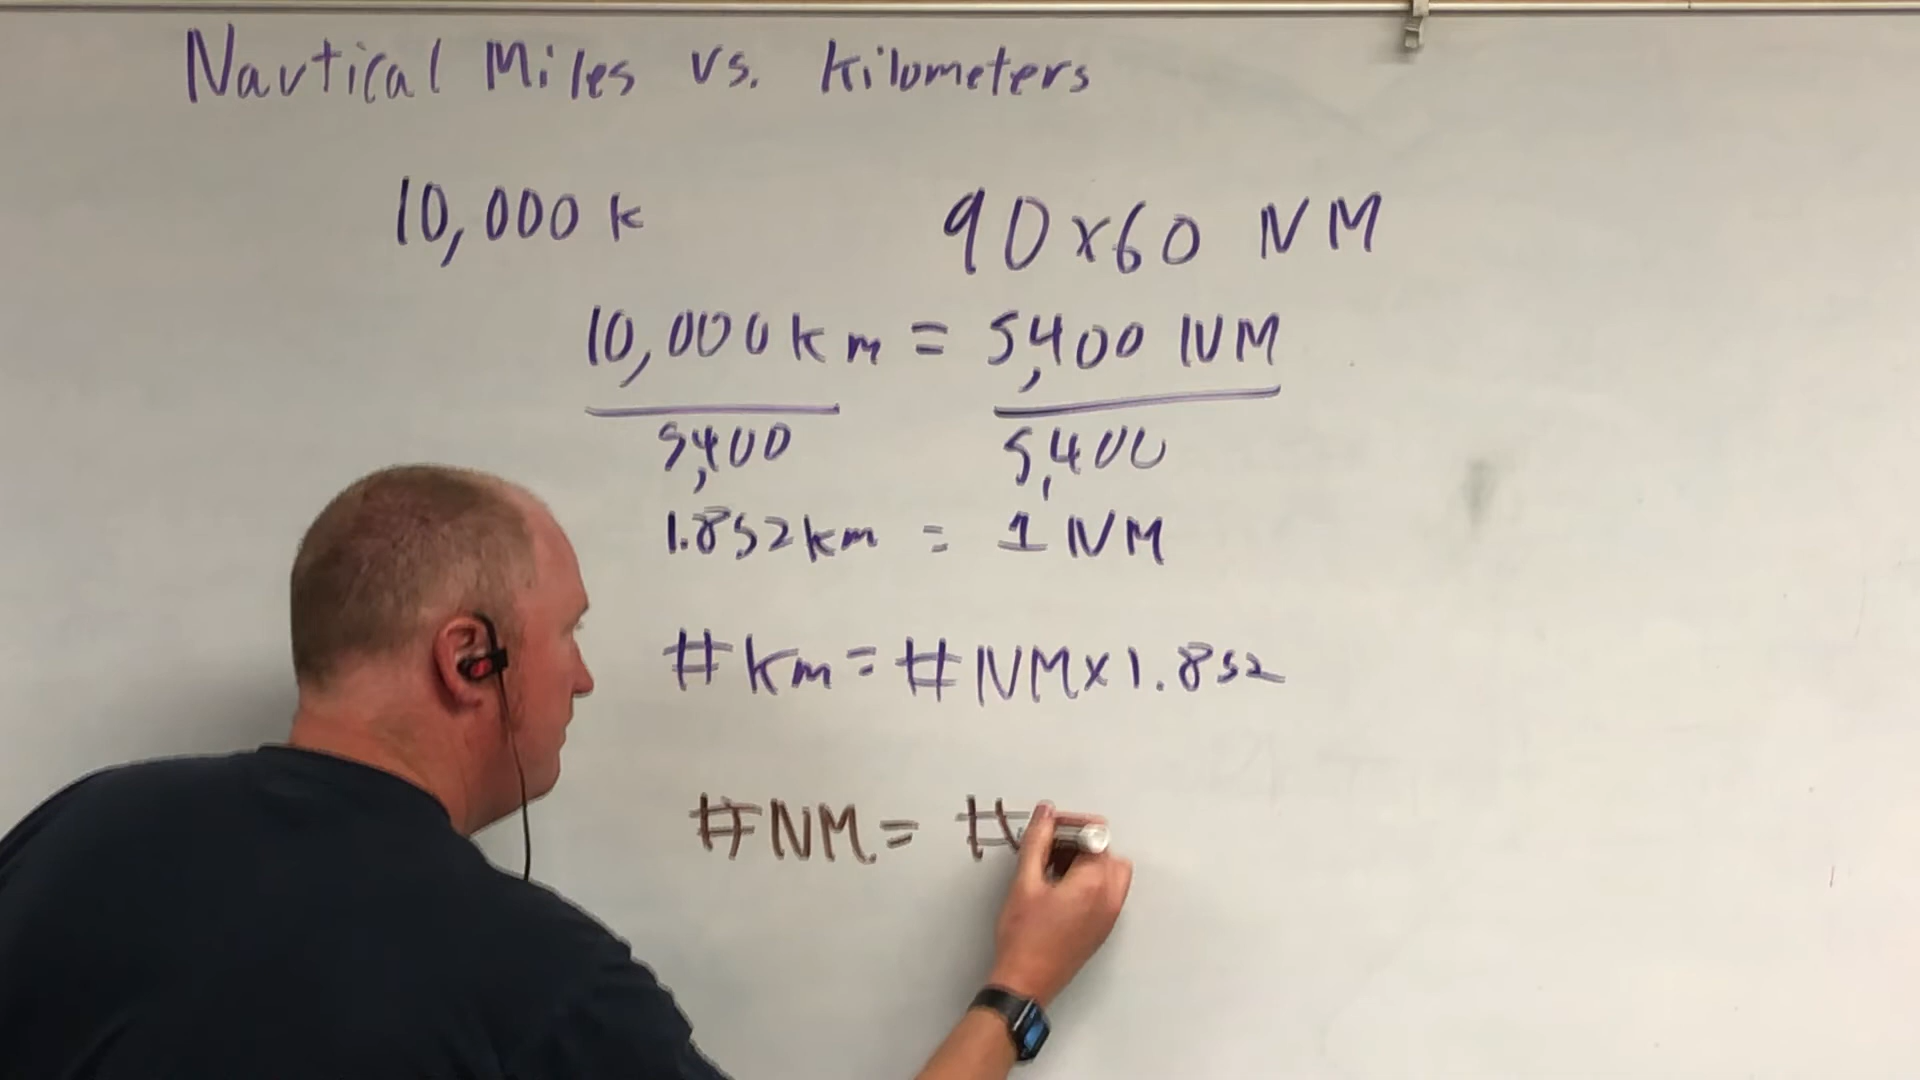 Nautical Miles vs. Kilometers
10,000 k 90x60 NM
10,000 km = 5,400 NM
5,400 5,400
1.852 km = 1 NM
# km = # NM x 1.852
# NM = #